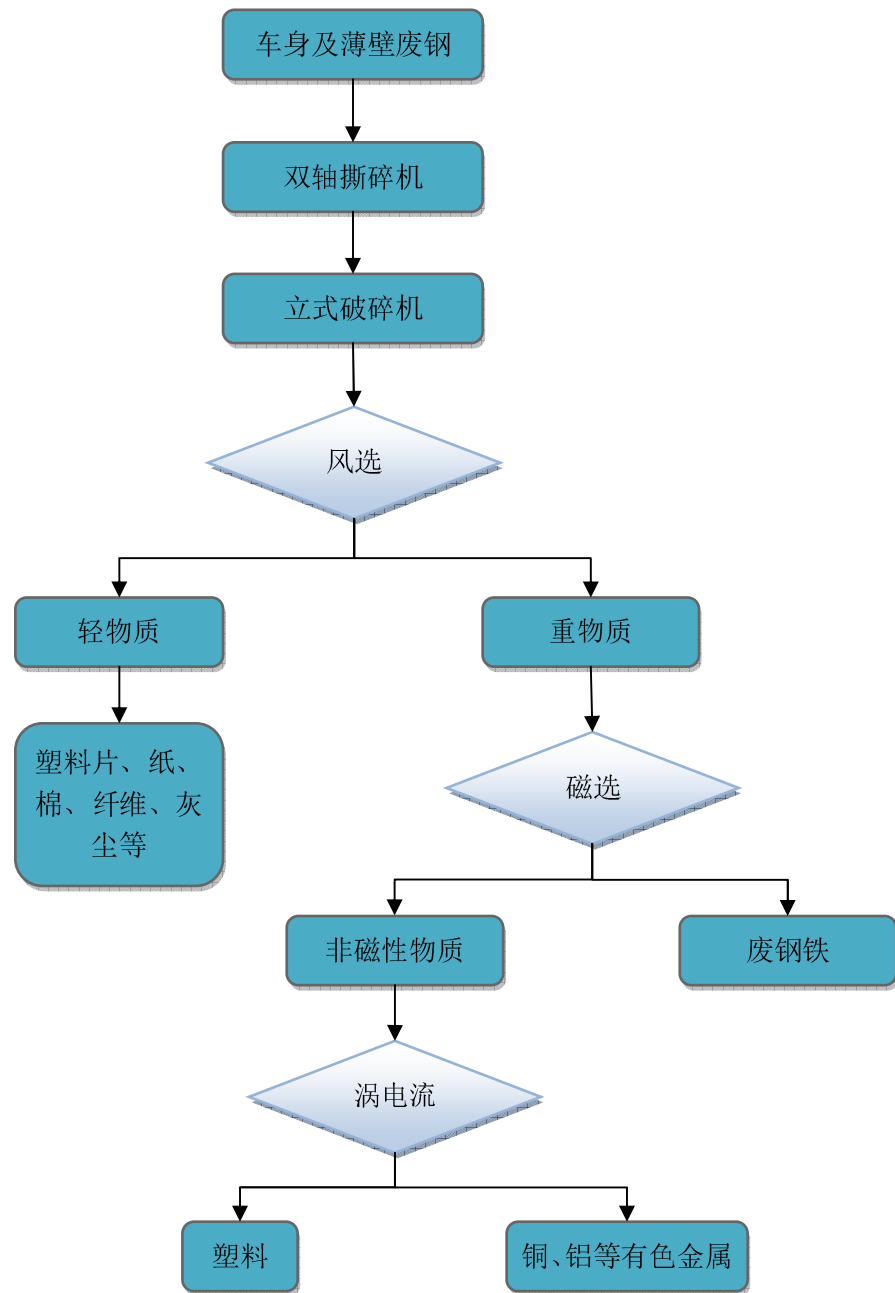 车身及薄壁废钢
双轴撕碎机
立式破碎机
风选
轻物质
重物质
塑料片、纸、
棉、纤维、灰
尘等
磁选
非磁性物质
废钢铁
涡电流
塑料
铜、铝等有色金属